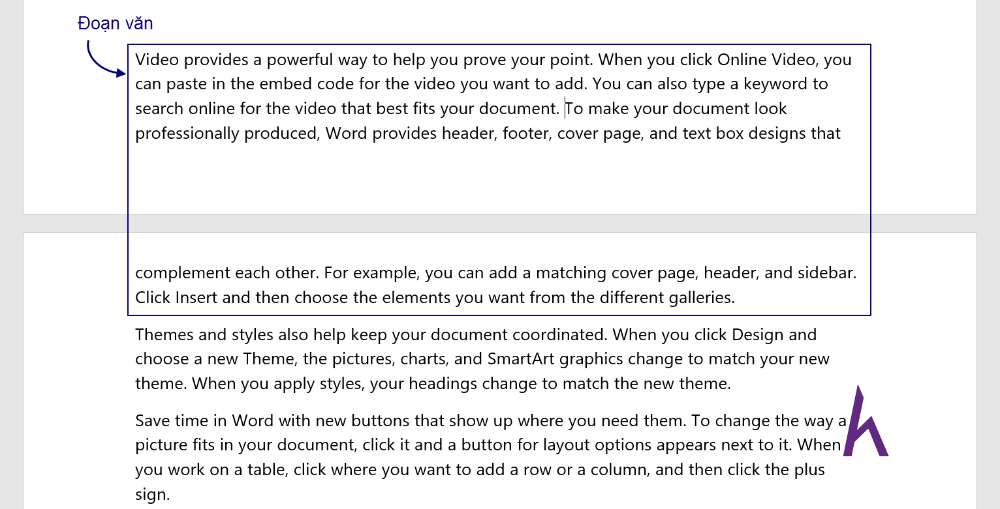 Đoạn văn
Video provides a powerful way to help you prove your point. When you click Online Video, you
can paste in the embed code for the video you want to add. You can also type a keyword to
search online for the video that best fits your document. To make your document look
professionally produced, Word provides header, footer, cover page, and text box designs that
complement each other. For example, you can add a matching cover page, header, and sidebar.
Click Insert and then choose the elements you want from the different galleries.
Themes and styles also help keep your document coordinated. When you click Design and
choose a new Theme, the pictures, charts, and SmartArt graphics change to match your new
theme. When you apply styles, your headings change to match the new theme.
Save time in Word with new buttons that show up where you need them. To change the way a
picture fits in your document, click it and a button for layout options appears next to it. When
you work on a table, click where you want to add a row or a column, and then click the plus
sign.